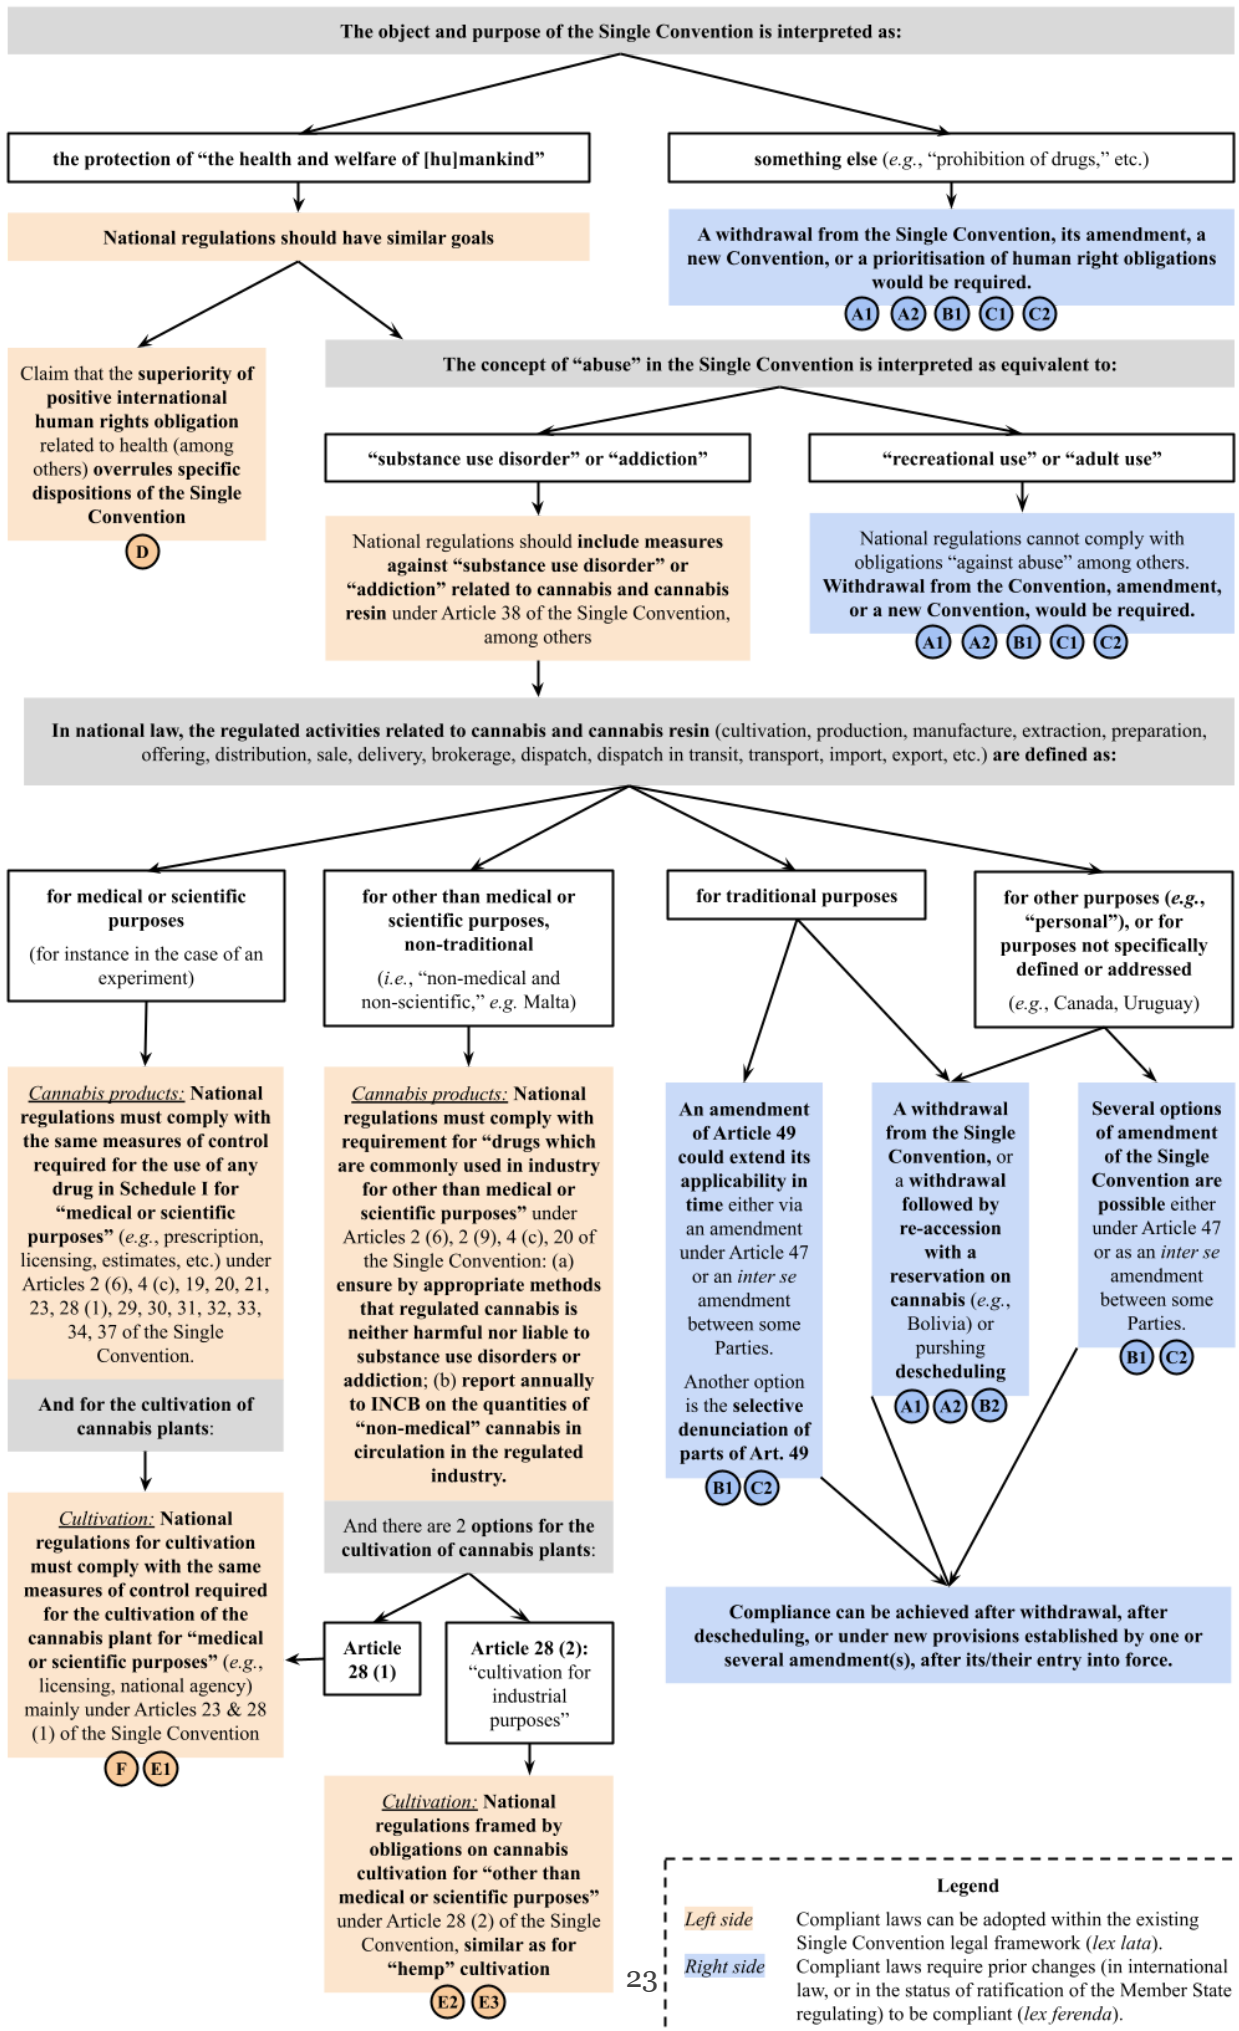 The object and purpose of the Single Convention is interpreted as:
the protection of “the health and welfare of [hu]mankind”
something else (e.g., “prohibition of drugs,” etc.)
National regulations should have similar goals
A withdrawal from the Single Convention, its amendment, a
new Convention, or a prioritisation of human right obligations
would be required.
A1 A2 B1 C1 C2
Claim that the superiority of
positive international
human rights obligation
related to health (among
others) overrules specific
dispositions of the Single
Convention
D
The concept of “abuse” in the Single Convention is interpreted as equivalent to:
“substance use disorder” or “addiction”
“recreational use” or “adult use”
National regulations should include measures
against “substance use disorder” or
“addiction” related to cannabis and cannabis
resin under Article 38 of the Single Convention,
among others
National regulations cannot comply with
obligations “against abuse” among others.
Withdrawal from the Convention, amendment,
or a new Convention, would be required.
A1 A2 B1 C1 C2
In national law, the regulated activities related to cannabis and cannabis resin (cultivation, production, manufacture, extraction, preparation,
offering, distribution, sale, delivery, brokerage, dispatch, dispatch in transit, transport, import, export, etc.) are defined as:
for medical or scientific
purposes
(for instance in the case of an
experiment)
for other than medical or
scientific purposes,
non-traditional
(i.e., “non-medical and
non-scientific,” e.g. Malta)
for traditional purposes
for other purposes (e.g.,
“personal”), or for
purposes not specifically
defined or addressed
(e.g., Canada, Uruguay)
Cannabis products: National
regulations must comply with
the same measures of control
required for the use of any
drug in Schedule I for
“medical or scientific
purposes” (e.g., prescription,
licensing, estimates, etc.) under
Articles 2 (6), 4 (c), 19, 20, 21,
23, 28 (1), 29, 30, 31, 32, 33,
34, 37 of the Single
Convention.
And for the cultivation of
cannabis plants:
Cultivation: National
regulations for cultivation
must comply with the same
measures of control required
for the cultivation of the
cannabis plant for “medical
or scientific purposes” (e.g.,
licensing, national agency)
mainly under Articles 23 & 28
(1) of the Single Convention
F E1
Cannabis products: National
regulations must comply with
requirement for “drugs which
are commonly used in industry
for other than medical or
scientific purposes” under
Articles 2 (6), 2 (9), 4 (c), 20 of
the Single Convention: (a)
ensure by appropriate methods
that regulated cannabis is
neither harmful nor liable to
substance use disorders or
addiction; (b) report annually
to INCB on the quantities of
“non-medical” cannabis in
circulation in the regulated
industry.
And there are 2 options for the
cultivation of cannabis plants:
Article
28 (1)
Article 28 (2):
“cultivation for
industrial
purposes”
Cultivation: National
regulations framed by
obligations on cannabis
cultivation for “other than
medical or scientific purposes”
under Article 28 (2) of the Single
Convention, similar as for
“hemp” cultivation
E2 E3
An amendment
of Article 49
could extend its
applicability in
time either via
an amendment
under Article 47
or an inter se
amendment
between some
Parties.
Another option
is the selective
denunciation of
parts of Art. 49
B1 C2
A withdrawal
from the Single
Convention, or
a withdrawal
followed by
re-accession
with a
reservation on
cannabis (e.g.,
Bolivia) or
purshing
descheduling
A1 A2 B2
Several options
of amendment
of the Single
Convention are
possible either
under Article 47
or as an inter se
amendment
between some
Parties.
B1 C2
Compliance can be achieved after withdrawal, after
descheduling, or under new provisions established by one or
several amendment(s), after its/their entry into force.
Legend
Left side Compliant laws can be adopted within the existing
Single Convention legal framework (lex lata).
Right side Compliant laws require prior changes (in international
law, or in the status of ratification of the Member State
regulating) to be compliant (lex ferenda).
23